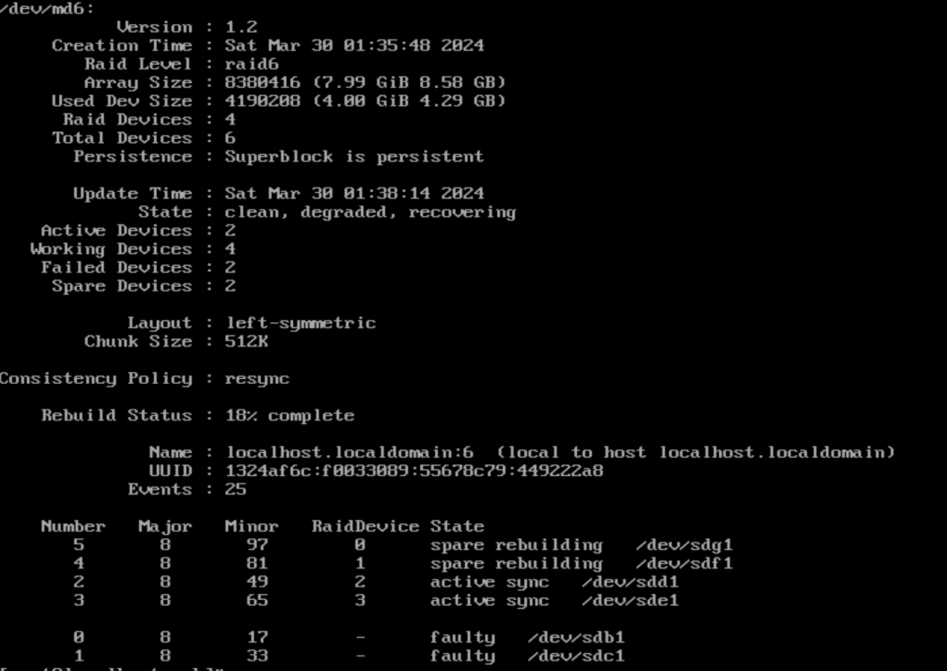 /dev/md6:
Version : 1.2
Creation Time : Sat Mar 30 01:35:48 2024
Raid Level : raid6
Array Size : 8380416 (7.99 GiB 8.58 GB)
Used Dev Size : 4190208 (4.00 GiB 4.29 GB)
Raid Devices : 4
Total Devices : 6
Persistence : Superblock is persistent
Update Time : Sat Mar 30 01:38:14 2024
State : clean, degraded, recovering
Active Devices : 2
Working Devices : 4
Failed Devices : 2
Spare Devices : 2
Layout : left-symmetric
Chunk Size : 512K
Consistency Policy : resync
Rebuild Status : 18% complete
Name : localhost.localdomain:6 (local to host localhost.localdomain)
UUID : 1324af6c:f0033089:55678c79:449222a8
Events : 25
Number Major Minor RaidDevice State
5 8 97 0 spare rebuilding /dev/sdg1
4 8 81 1 spare rebuilding /dev/sdf1
2 8 49 2 active sync /dev/sdd1
3 8 65 3 active sync /dev/sde1
0 8 17 - faulty /dev/sdb1
1 8 33 - faulty /dev/sdc1